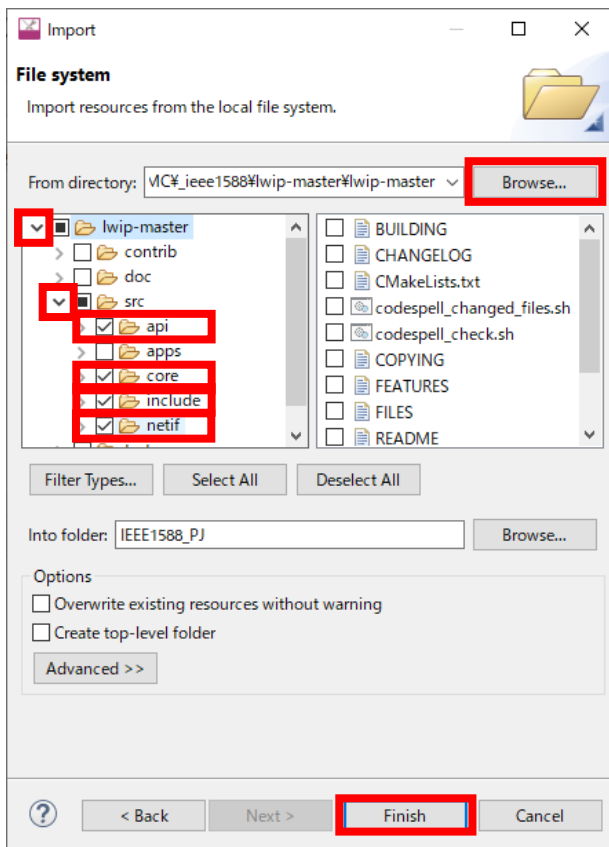 Import
File system
Import resources from the local file system.
From directory: MC¥_ieee1588¥lwip-master¥lwip-master Browse...
lwip-master
contrib
doc
src
api
apps
core
include
netif
BUILDING
CHANGELOG
CMakeLists.txt
codespell_changed_files.sh
codespell_check.sh
COPYING
FEATURES
FILES
README
Filter Types... Select All Deselect All
Into folder: IEEE1588_PJ Browse...
Options
Overwrite existing resources without warning
Create top-level folder
Advanced >>
? < Back Next > Finish Cancel